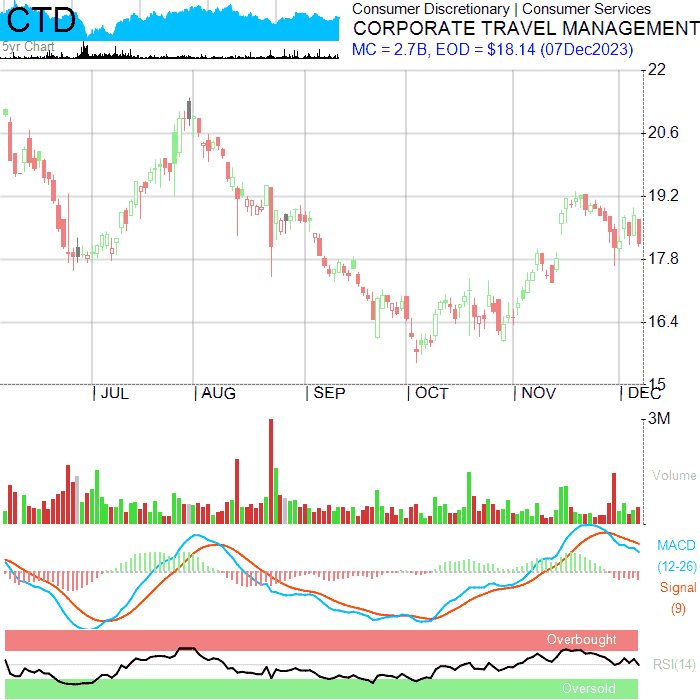 CTD
5yr Chart
Consumer Discretionary | Consumer Services
CORPORATE TRAVEL MANAGEMENT
MC = 2.7B, EOD = $18.14 (07Dec2023)
22
20.6
19.2
17.8
16.4
15
JUL AUG SEP OCT NOV DEC
3M
Volume
MACD
(12-26)
Signal
(9)
Overbought
RSI(14)
Oversold